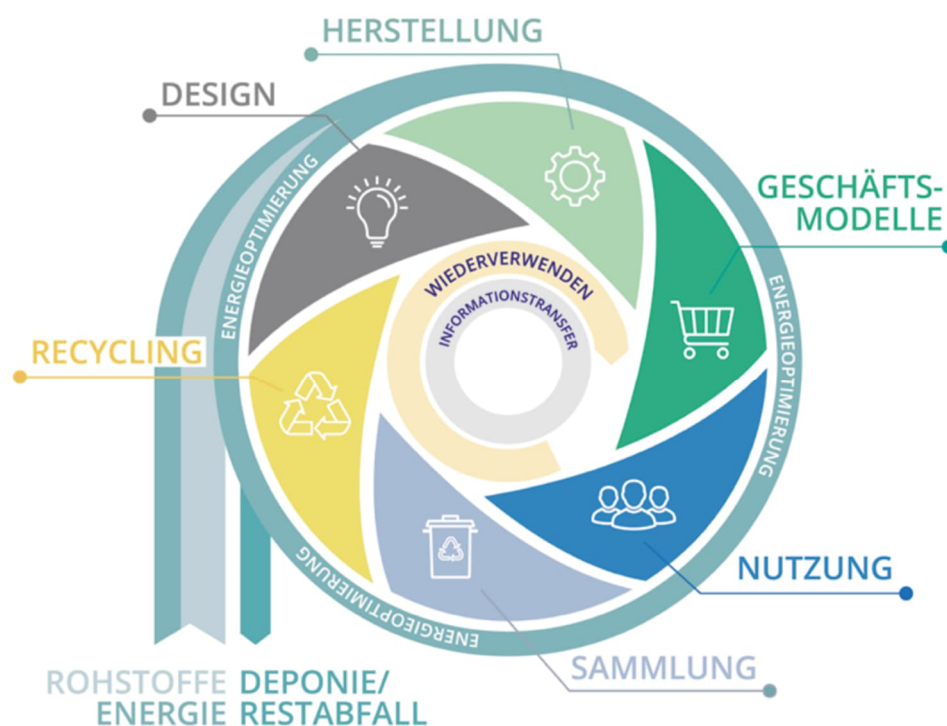 HERSTELLUNG
DESIGN
ENERGIEOPTIMIERUNG
GESCHÄFTS-
MODELLE
WIEDERVERWENDEN
INFORMATIONSTRANSFER
ENERGIEOPTIMIERUNG
RECYCLING
ENERGIEOPTIMIERUNG
NUTZUNG
SAMMLUNG
ROHSTOFFE
ENERGIE
DEPONIE/
RESTABFALL